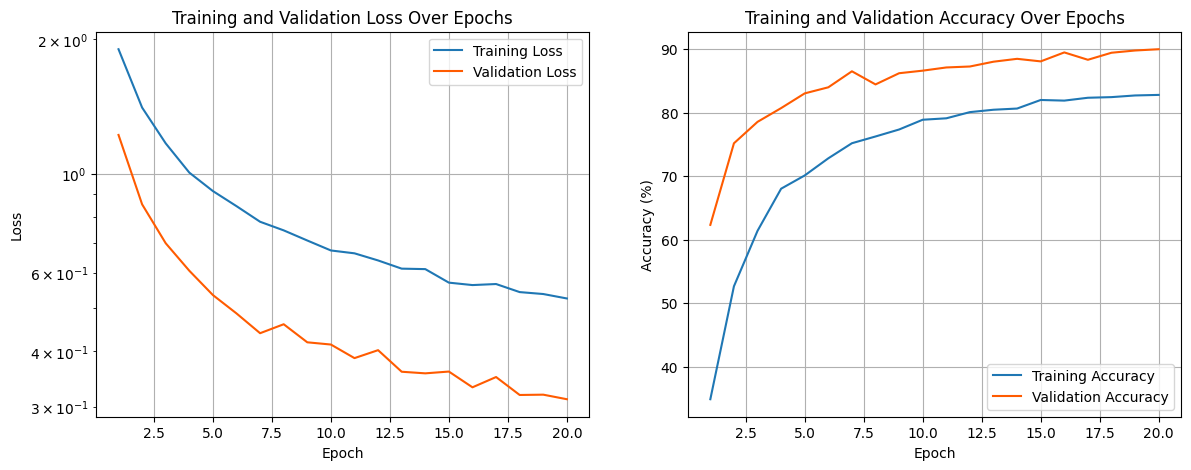 Training and Validation Loss Over Epochs
2 × 10⁰
10⁰
6 × 10⁻¹
4 × 10⁻¹
3 × 10⁻¹
Loss
Training Loss
Validation Loss
2.5 5.0 7.5 10.0 12.5 15.0 17.5 20.0
Epoch
Training and Validation Accuracy Over Epochs
90
80
70
60
50
40
Accuracy (%)
Training Accuracy
Validation Accuracy
2.5 5.0 7.5 10.0 12.5 15.0 17.5 20.0
Epoch